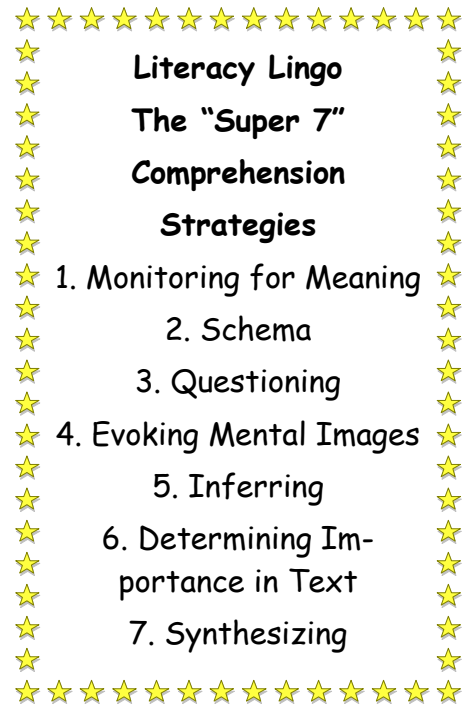 Literacy Lingo
The “Super 7”
Comprehension
Strategies
1. Monitoring for Meaning
2. Schema
3. Questioning
4. Evoking Mental Images
5. Inferring
6. Determining Im-
portance in Text
7. Synthesizing